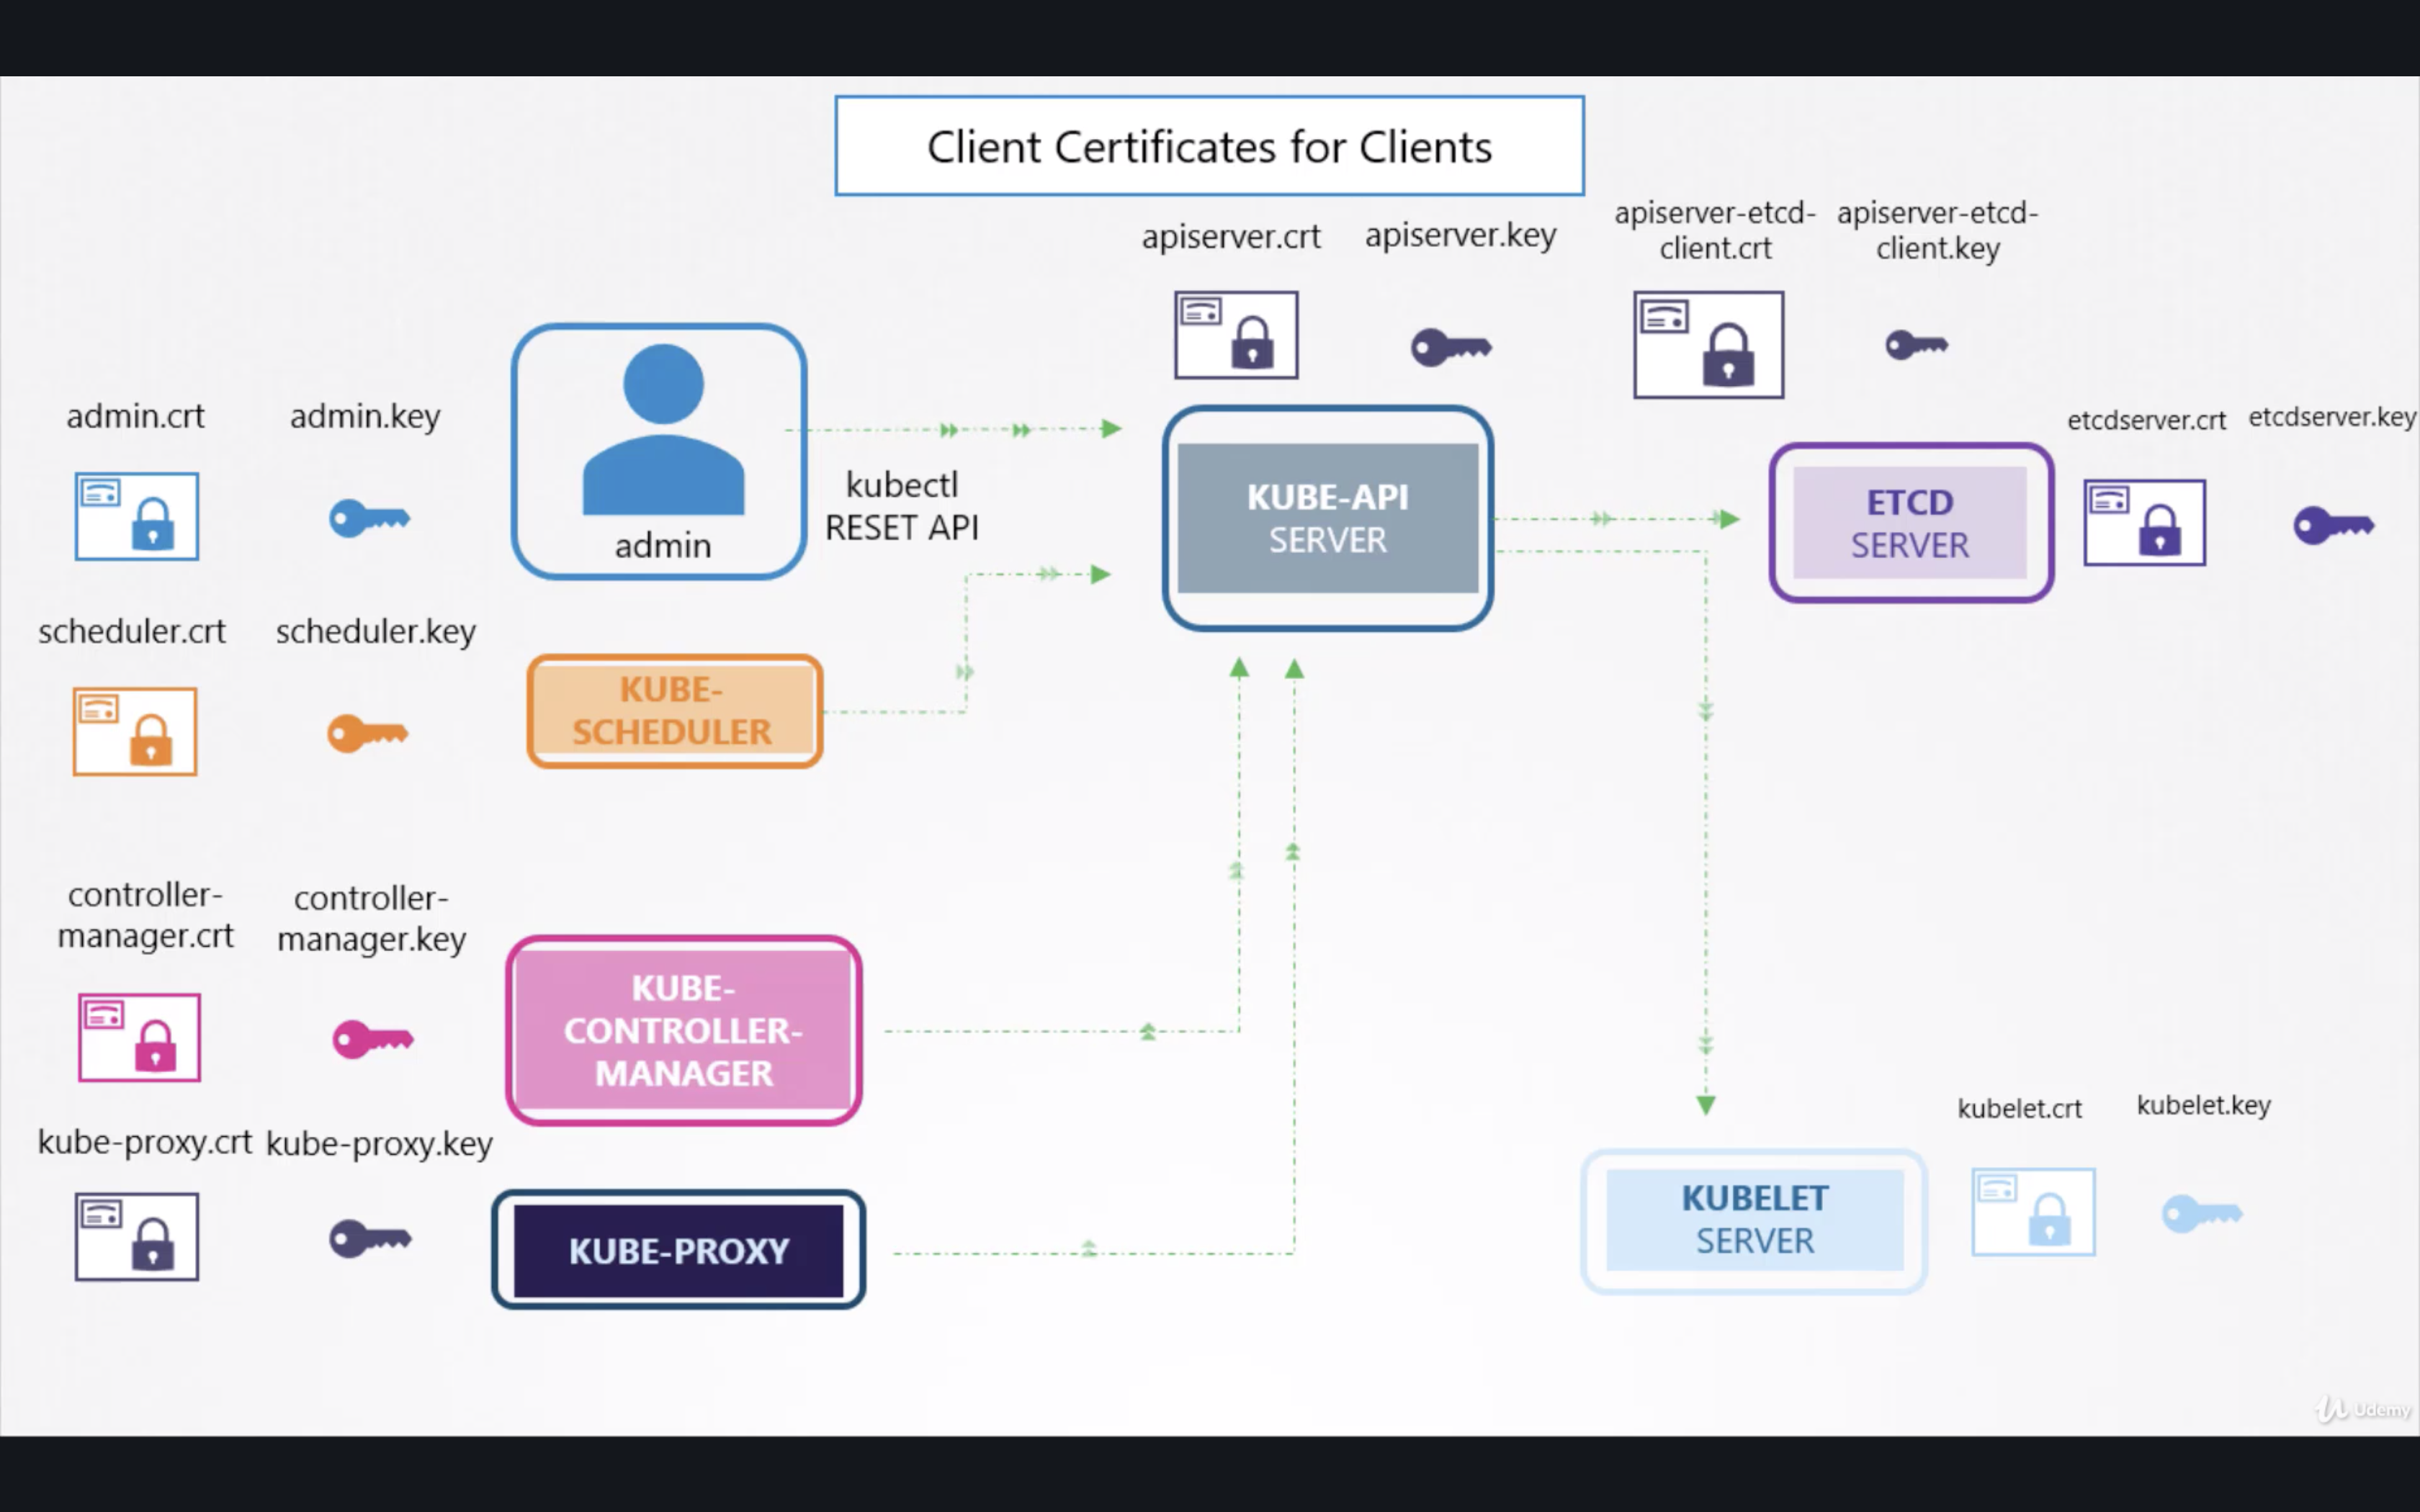 Client Certificates for Clients
apiserver.crt
apiserver.key
apiserver-etcd-
client.crt
apiserver-etcd-
client.key
admin.crt
admin.key
admin
kubectl
RESET API
KUBE-API
SERVER
etcdserver.crt
etcdserver.key
ETCD
SERVER
scheduler.crt
scheduler.key
KUBE-
SCHEDULER
controller-
manager.crt
controller-
manager.key
KUBE-
CONTROLLER-
MANAGER
kube-proxy.crt
kube-proxy.key
KUBE-PROXY
kubelet.crt
kubelet.key
KUBELET
SERVER
Udemy